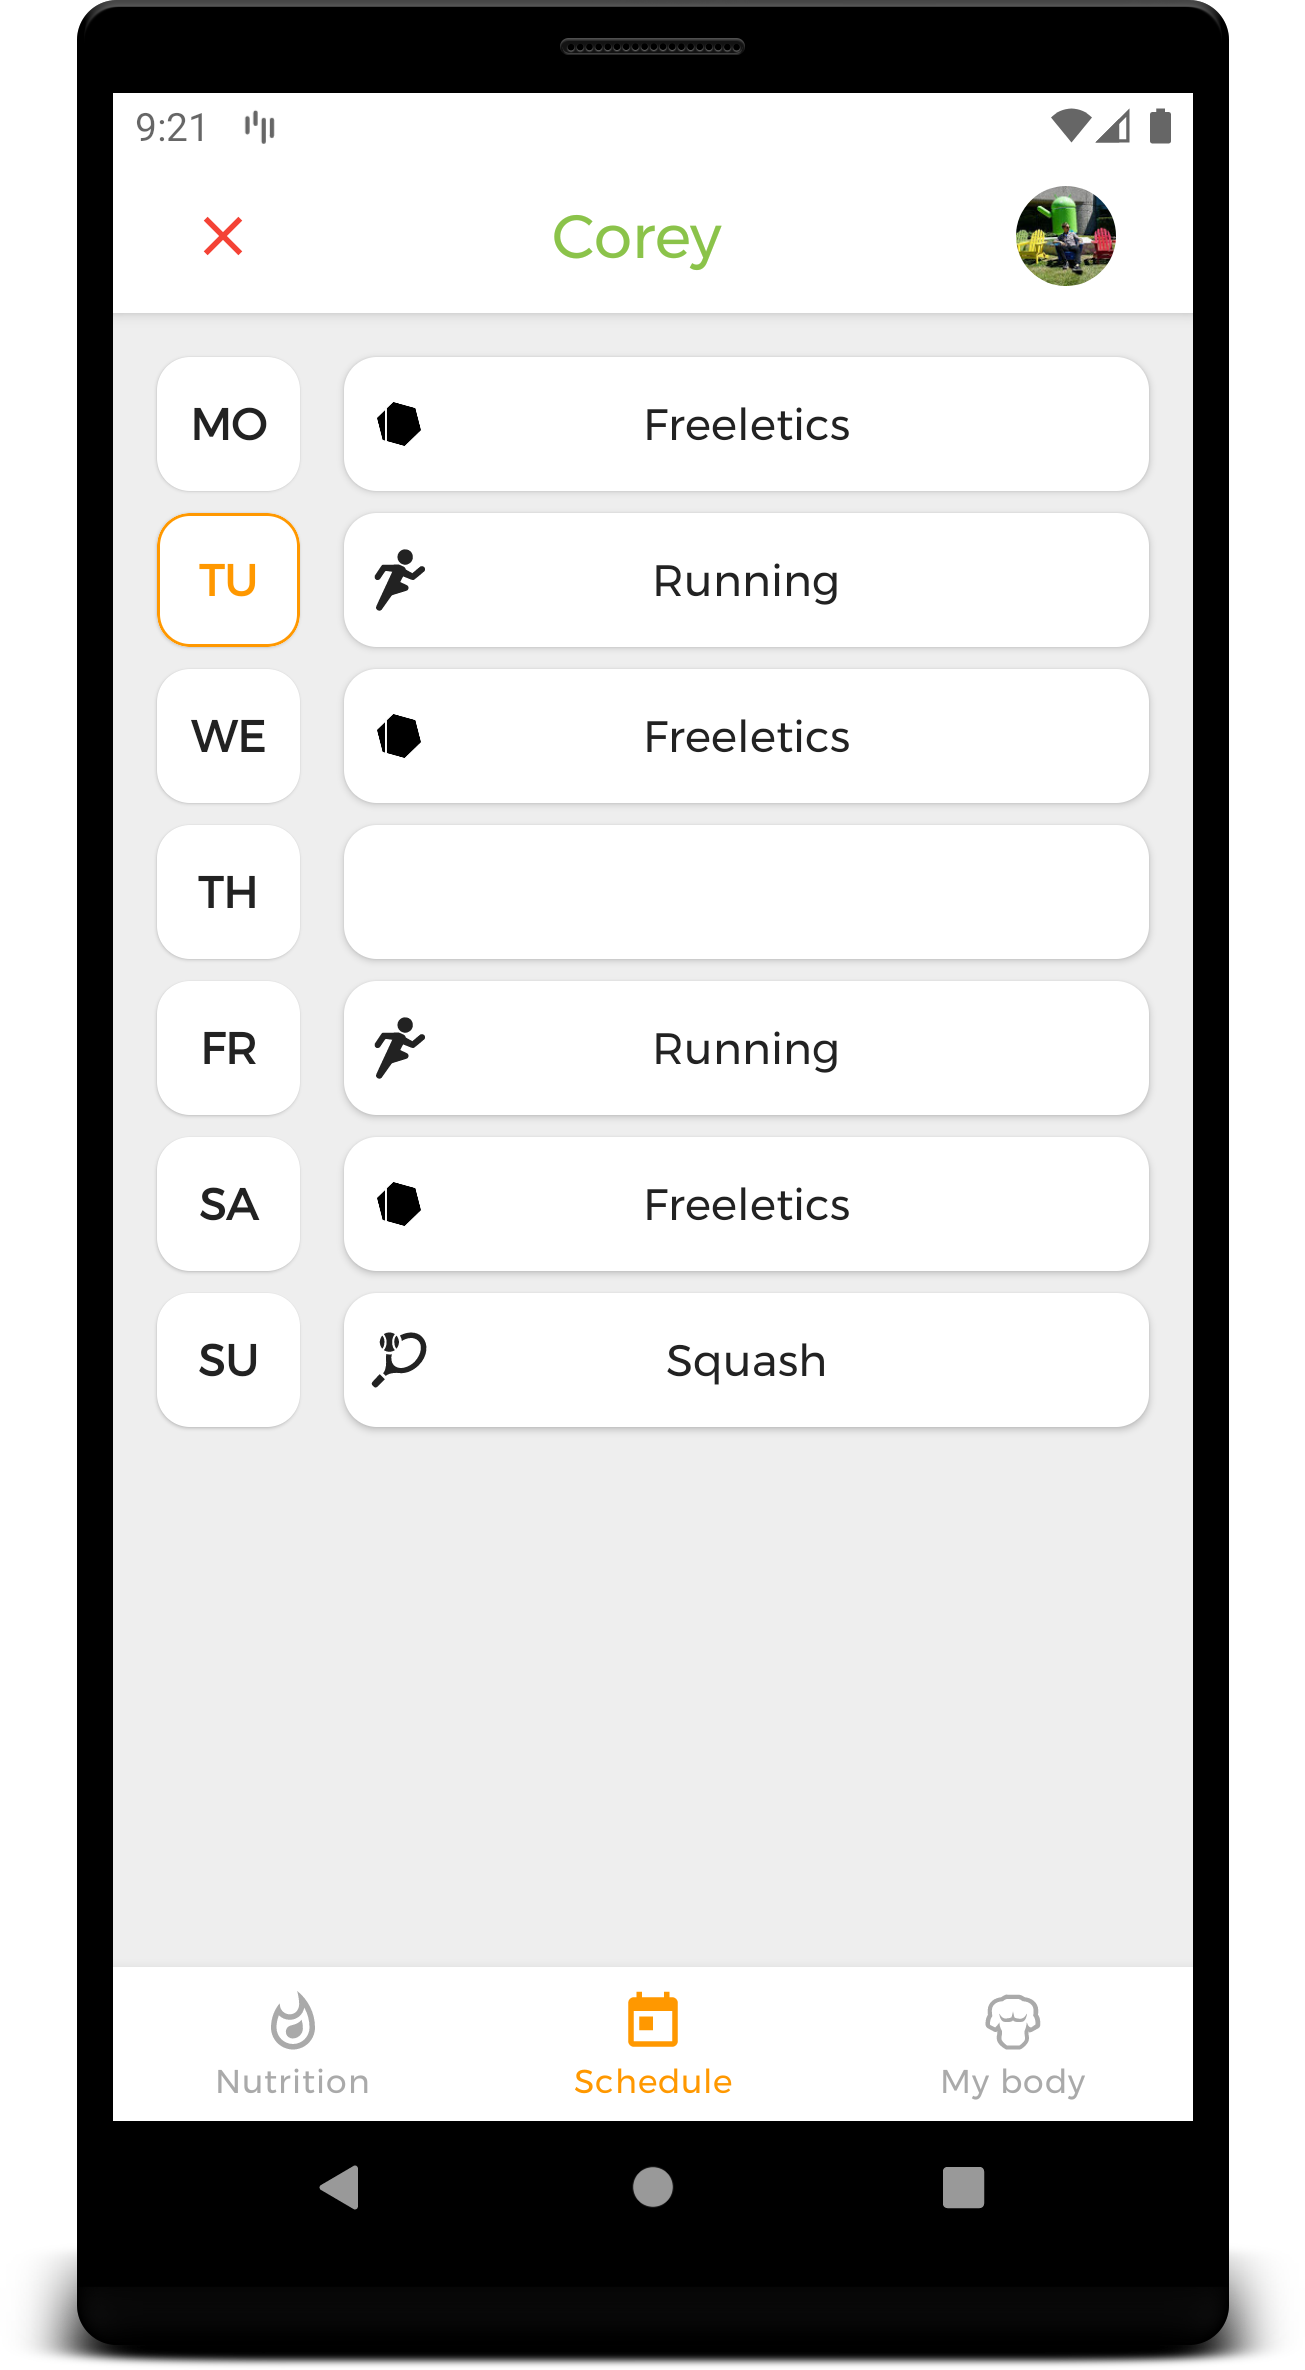 9:21
Corey
MO Freeletics
TU Running
WE Freeletics
TH
FR Running
SA Freeletics
SU Squash
Nutrition Schedule My body